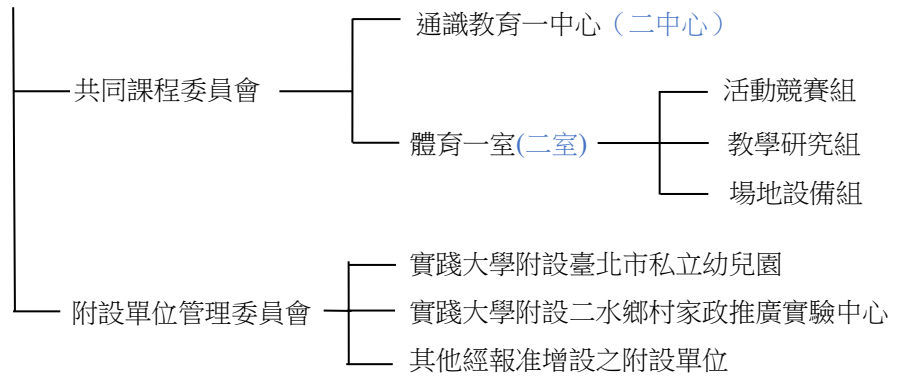 通識教育一中心（二中心）
共同課程委員會
活動競賽組
體育一室(二室)
教學研究組
場地設備組
實踐大學附設臺北市私立幼兒園
附設單位管理委員會
實踐大學附設二水鄉村家政推廣實驗中心
其他經報准增設之附設單位